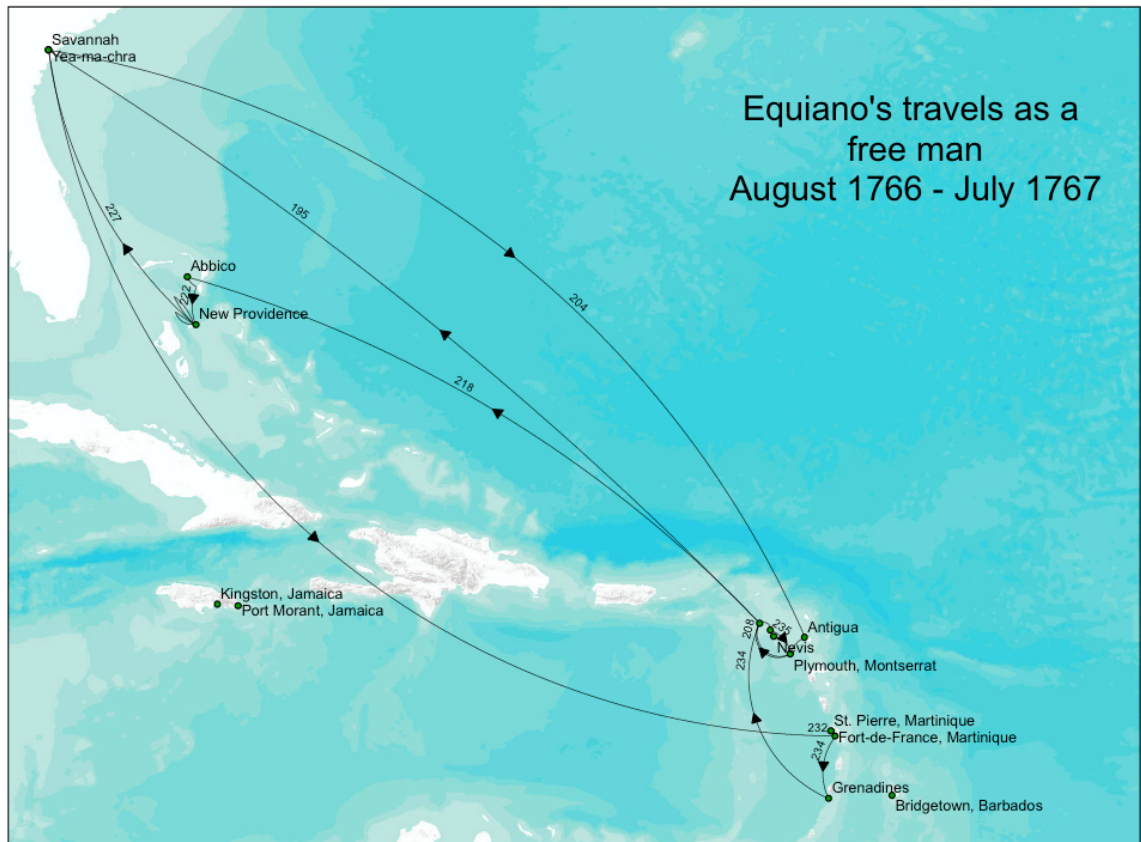 Savannah
Yea-ma-chra
Equiano's travels as a
free man
August 1766 - July 1767
227
195
Abbico
222
204
New Providence
218
Kingston, Jamaica
Port Morant, Jamaica
208
235
Antigua
Nevis
234
Plymouth, Montserrat
232
St. Pierre, Martinique
Fort-de-France, Martinique
234
Grenadines
Bridgetown, Barbados